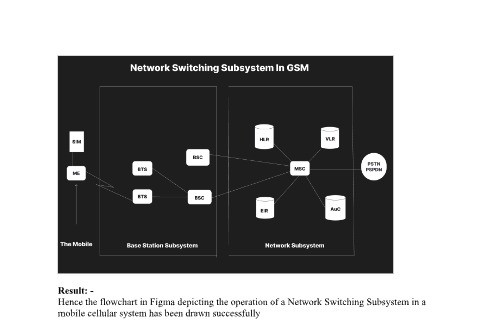 Network Switching Subsystem In GSM
SIM
HLR
VLR
BSC
BTS
ME
MSC
PSTN
PSPDN
BTS
BSC
EIR
AuC
The Mobile
Base Station Subsystem
Network Subsystem
Result: -
Hence the flowchart in Figma depicting the operation of a Network Switching Subsystem in a
mobile cellular system has been drawn successfully